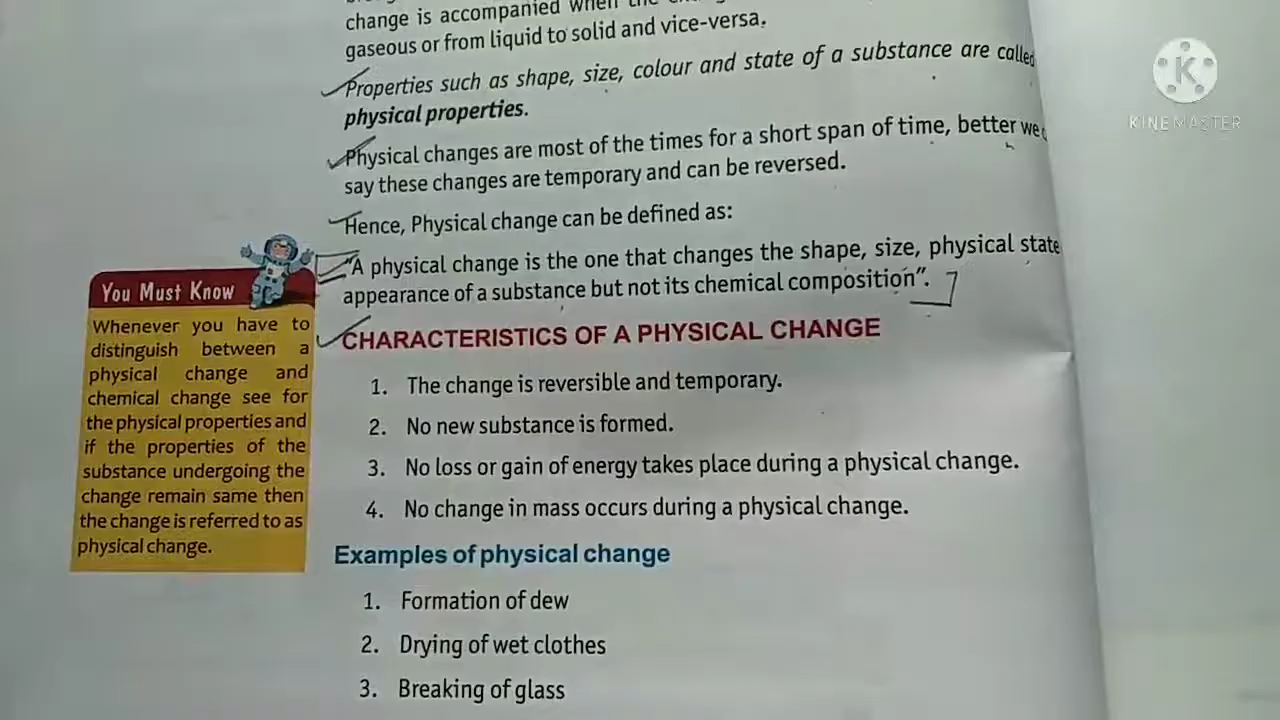 change is accompanied when the
gaseous or from liquid to solid and vice-versa.
Properties such as shape, size, colour and state of a substance are called
physical properties.
Physical changes are most of the times for a short span of time, better we
say these changes are temporary and can be reversed.
Hence, Physical change can be defined as:
"A physical change is the one that changes the shape, size, physical state
appearance of a substance but not its chemical composition".
You Must Know
Whenever you have to
distinguish between a
physical change and
chemical change see for
the physical properties and
if the properties of the
substance undergoing the
change remain same then
the change is referred to as
physical change.
CHARACTERISTICS OF A PHYSICAL CHANGE
1. The change is reversible and temporary.
2. No new substance is formed.
3. No loss or gain of energy takes place during a physical change.
4. No change in mass occurs during a physical change.
Examples of physical change
1. Formation of dew
2. Drying of wet clothes
3. Breaking of glass
K
KINEMASTER